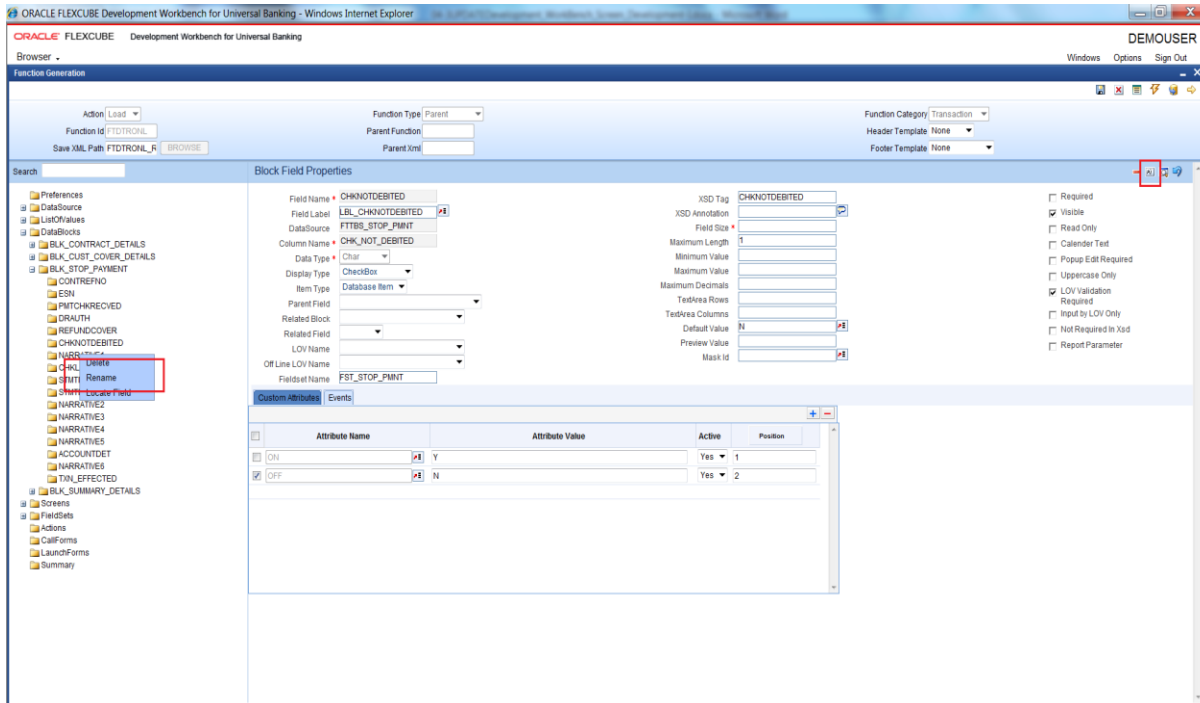 ORACLE FLEXCUBE Development Workbench for Universal Banking - Windows Internet Explorer
ORACLE FLEXCUBE Development Workbench for Universal Banking
DEMOUSER
Browser
Windows Options Sign Out
Function Generation
Action Load Function Type Parent Function Category Transaction
Function Id FTDTRONL Parent Function Header Template None
Save XML Path FTDTRONL_R BROWSE Parent Xml Footer Template None
Search
Block Field Properties
Preferences
DataSource
ListOfValues
DataBlocks
BLK_CONTRACT_DETAILS
BLK_CUST_COVER_DETAILS
BLK_STOP_PAYMENT
CONTREFNO
ESN
PMTCHKRECVED
DRAUTH
REFUNDCOVER
CHKNOTDEBITED
Delete
Rename
Locate Field
NARRATIVE2
NARRATIVE3
NARRATIVE4
NARRATIVE5
ACCOUNTDET
NARRATIVE6
TXN_EFFECTED
BLK_SUMMARY_DETAILS
Screens
FieldSets
Actions
CallForms
LaunchForms
Summary
Field Name * CHKNOTDEBITED
Field Label LBL_CHKNOTDEBITED
DataSource FTTBS_STOP_PMNT
Column Name * CHK_NOT_DEBITED
Data Type * Char
Display Type CheckBox
Item Type Database Item
Parent Field
Related Block
Related Field
LOV Name
Off Line LOV Name
Fieldset Name FST_STOP_PMNT
XSD Tag CHKNOTDEBITED
XSD Annotation
Field Size *
Maximum Length 1
Minimum Value
Maximum Value
Maximum Decimals
TextArea Rows
TextArea Columns
Default Value N
Preview Value
Mask Id
Required
Visible
Read Only
Calender Text
Popup Edit Required
Uppercase Only
LOV Validation
Required
Input by LOV Only
Not Required In Xsd
Report Parameter
Custom Attributes Events
Attribute Name Attribute Value Active Position
ON Y Yes 1
OFF N Yes 2